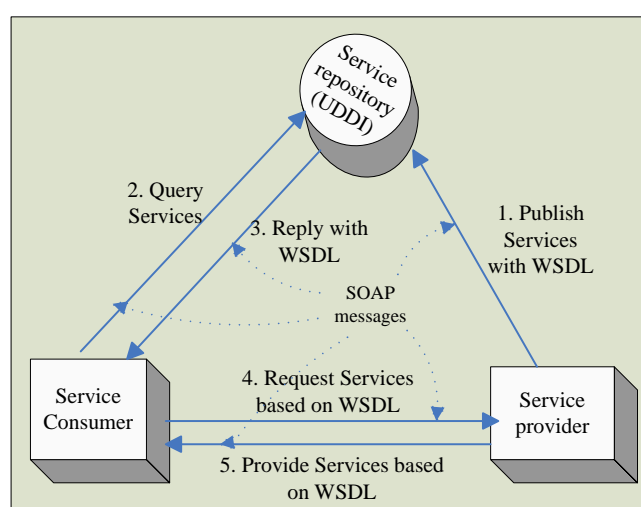 Service
repository
(UDDI)
2. Query
Services
1. Publish
Services
with WSDL
3. Reply with
WSDL
SOAP
messages
Service
Consumer
4. Request Services
based on WSDL
Service
provider
5. Provide Services based
on WSDL